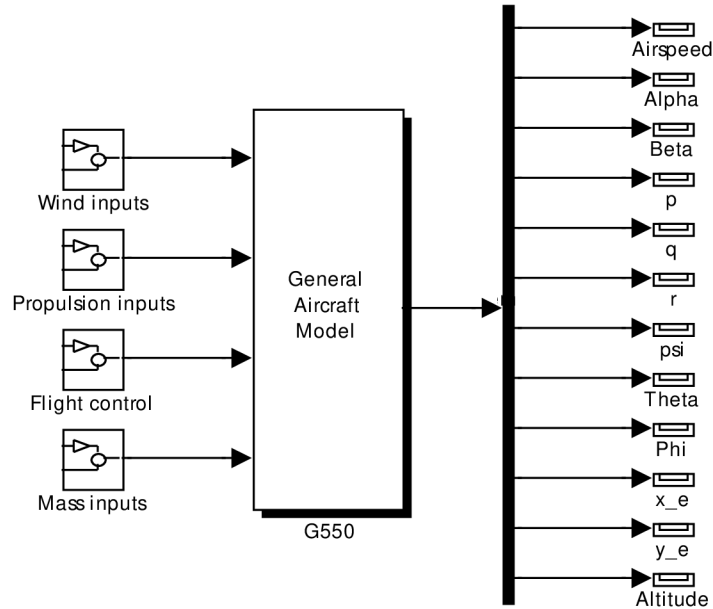 Wind inputs
Propulsion inputs
Flight control
Mass inputs
General
Aircraft
Model
G550
Airspeed
Alpha
Beta
p
q
r
psi
Theta
Phi
x_e
y_e
Altitude